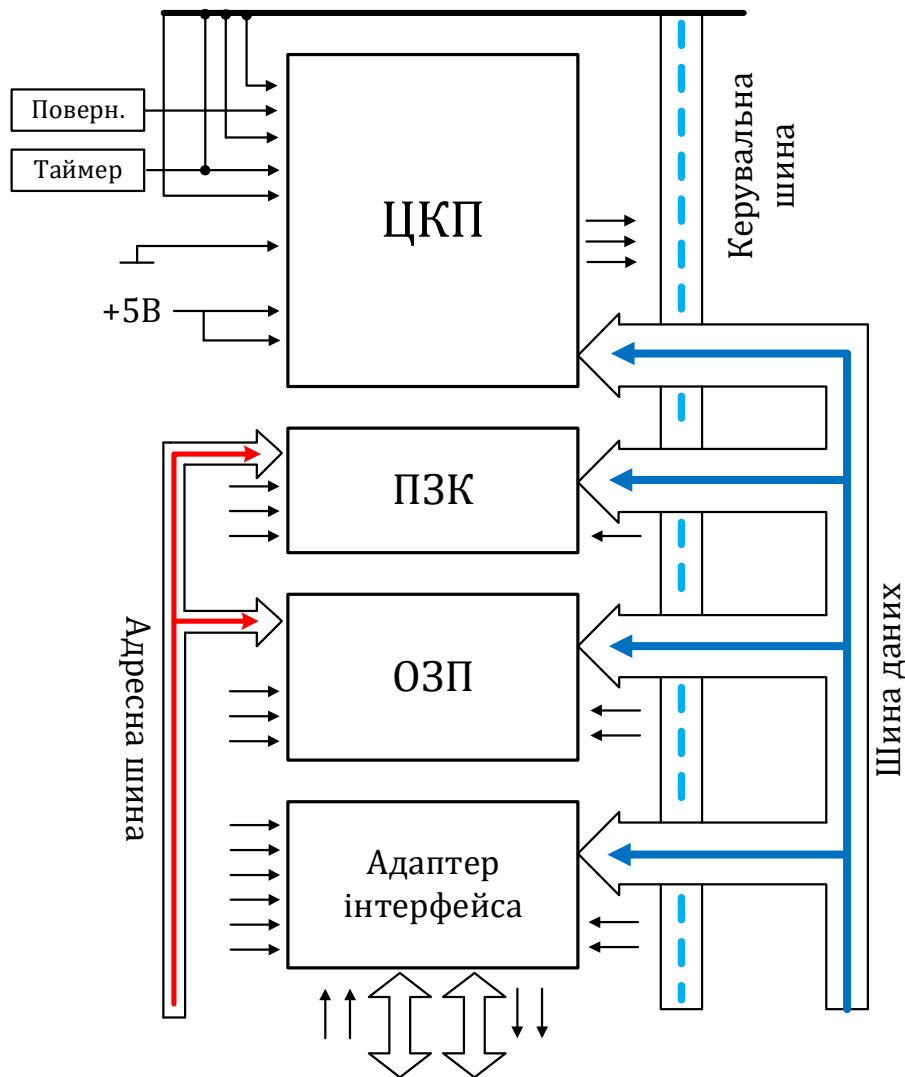 Поверн.
Таймер
ЦКП
+5В
Керувальна
шина
ПЗК
ОЗП
Адресна шина
Шина даних
Адаптер
інтерфейса